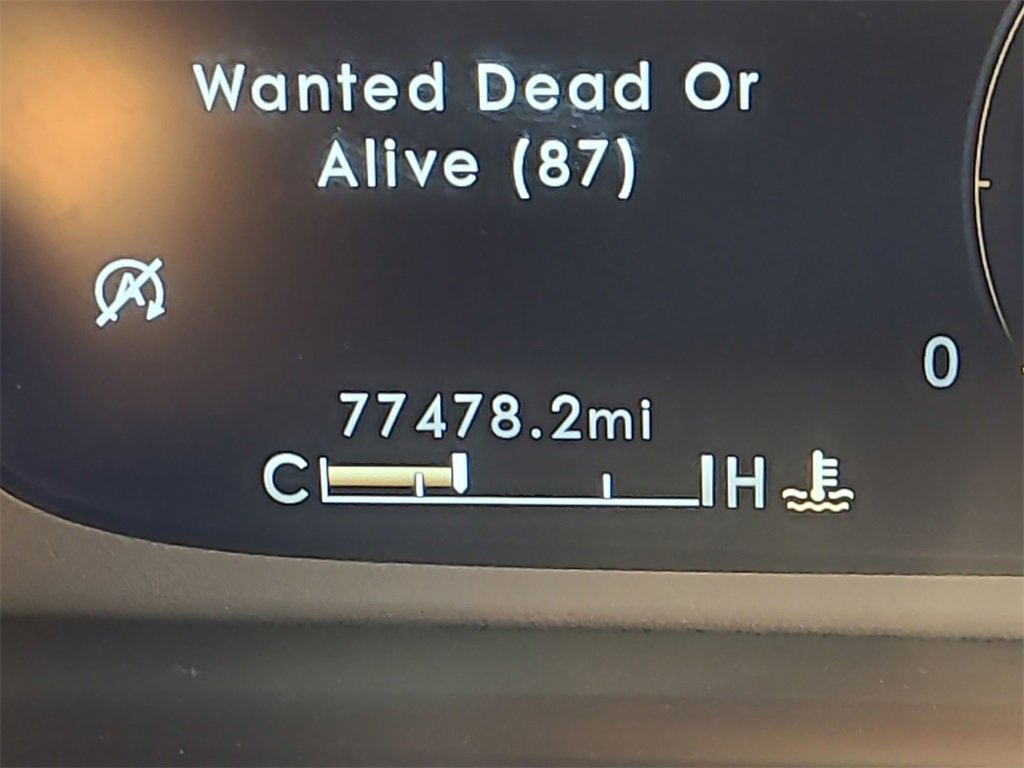 Wanted Dead Or
Alive (87)
A
0
77478.2mi
C H